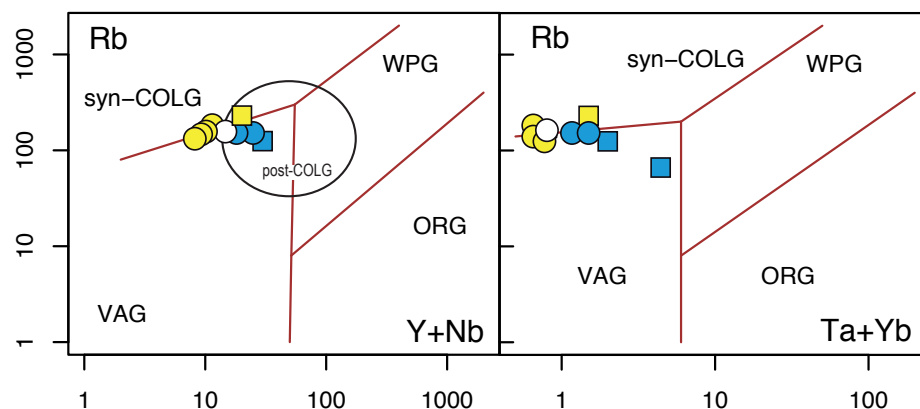 Rb
WPG
syn−COLG
post-COLG
ORG
VAG
Y+Nb
Rb
syn−COLG
WPG
VAG
ORG
Ta+Yb
1000
100
10
1
1
10
100
1000
1
10
100